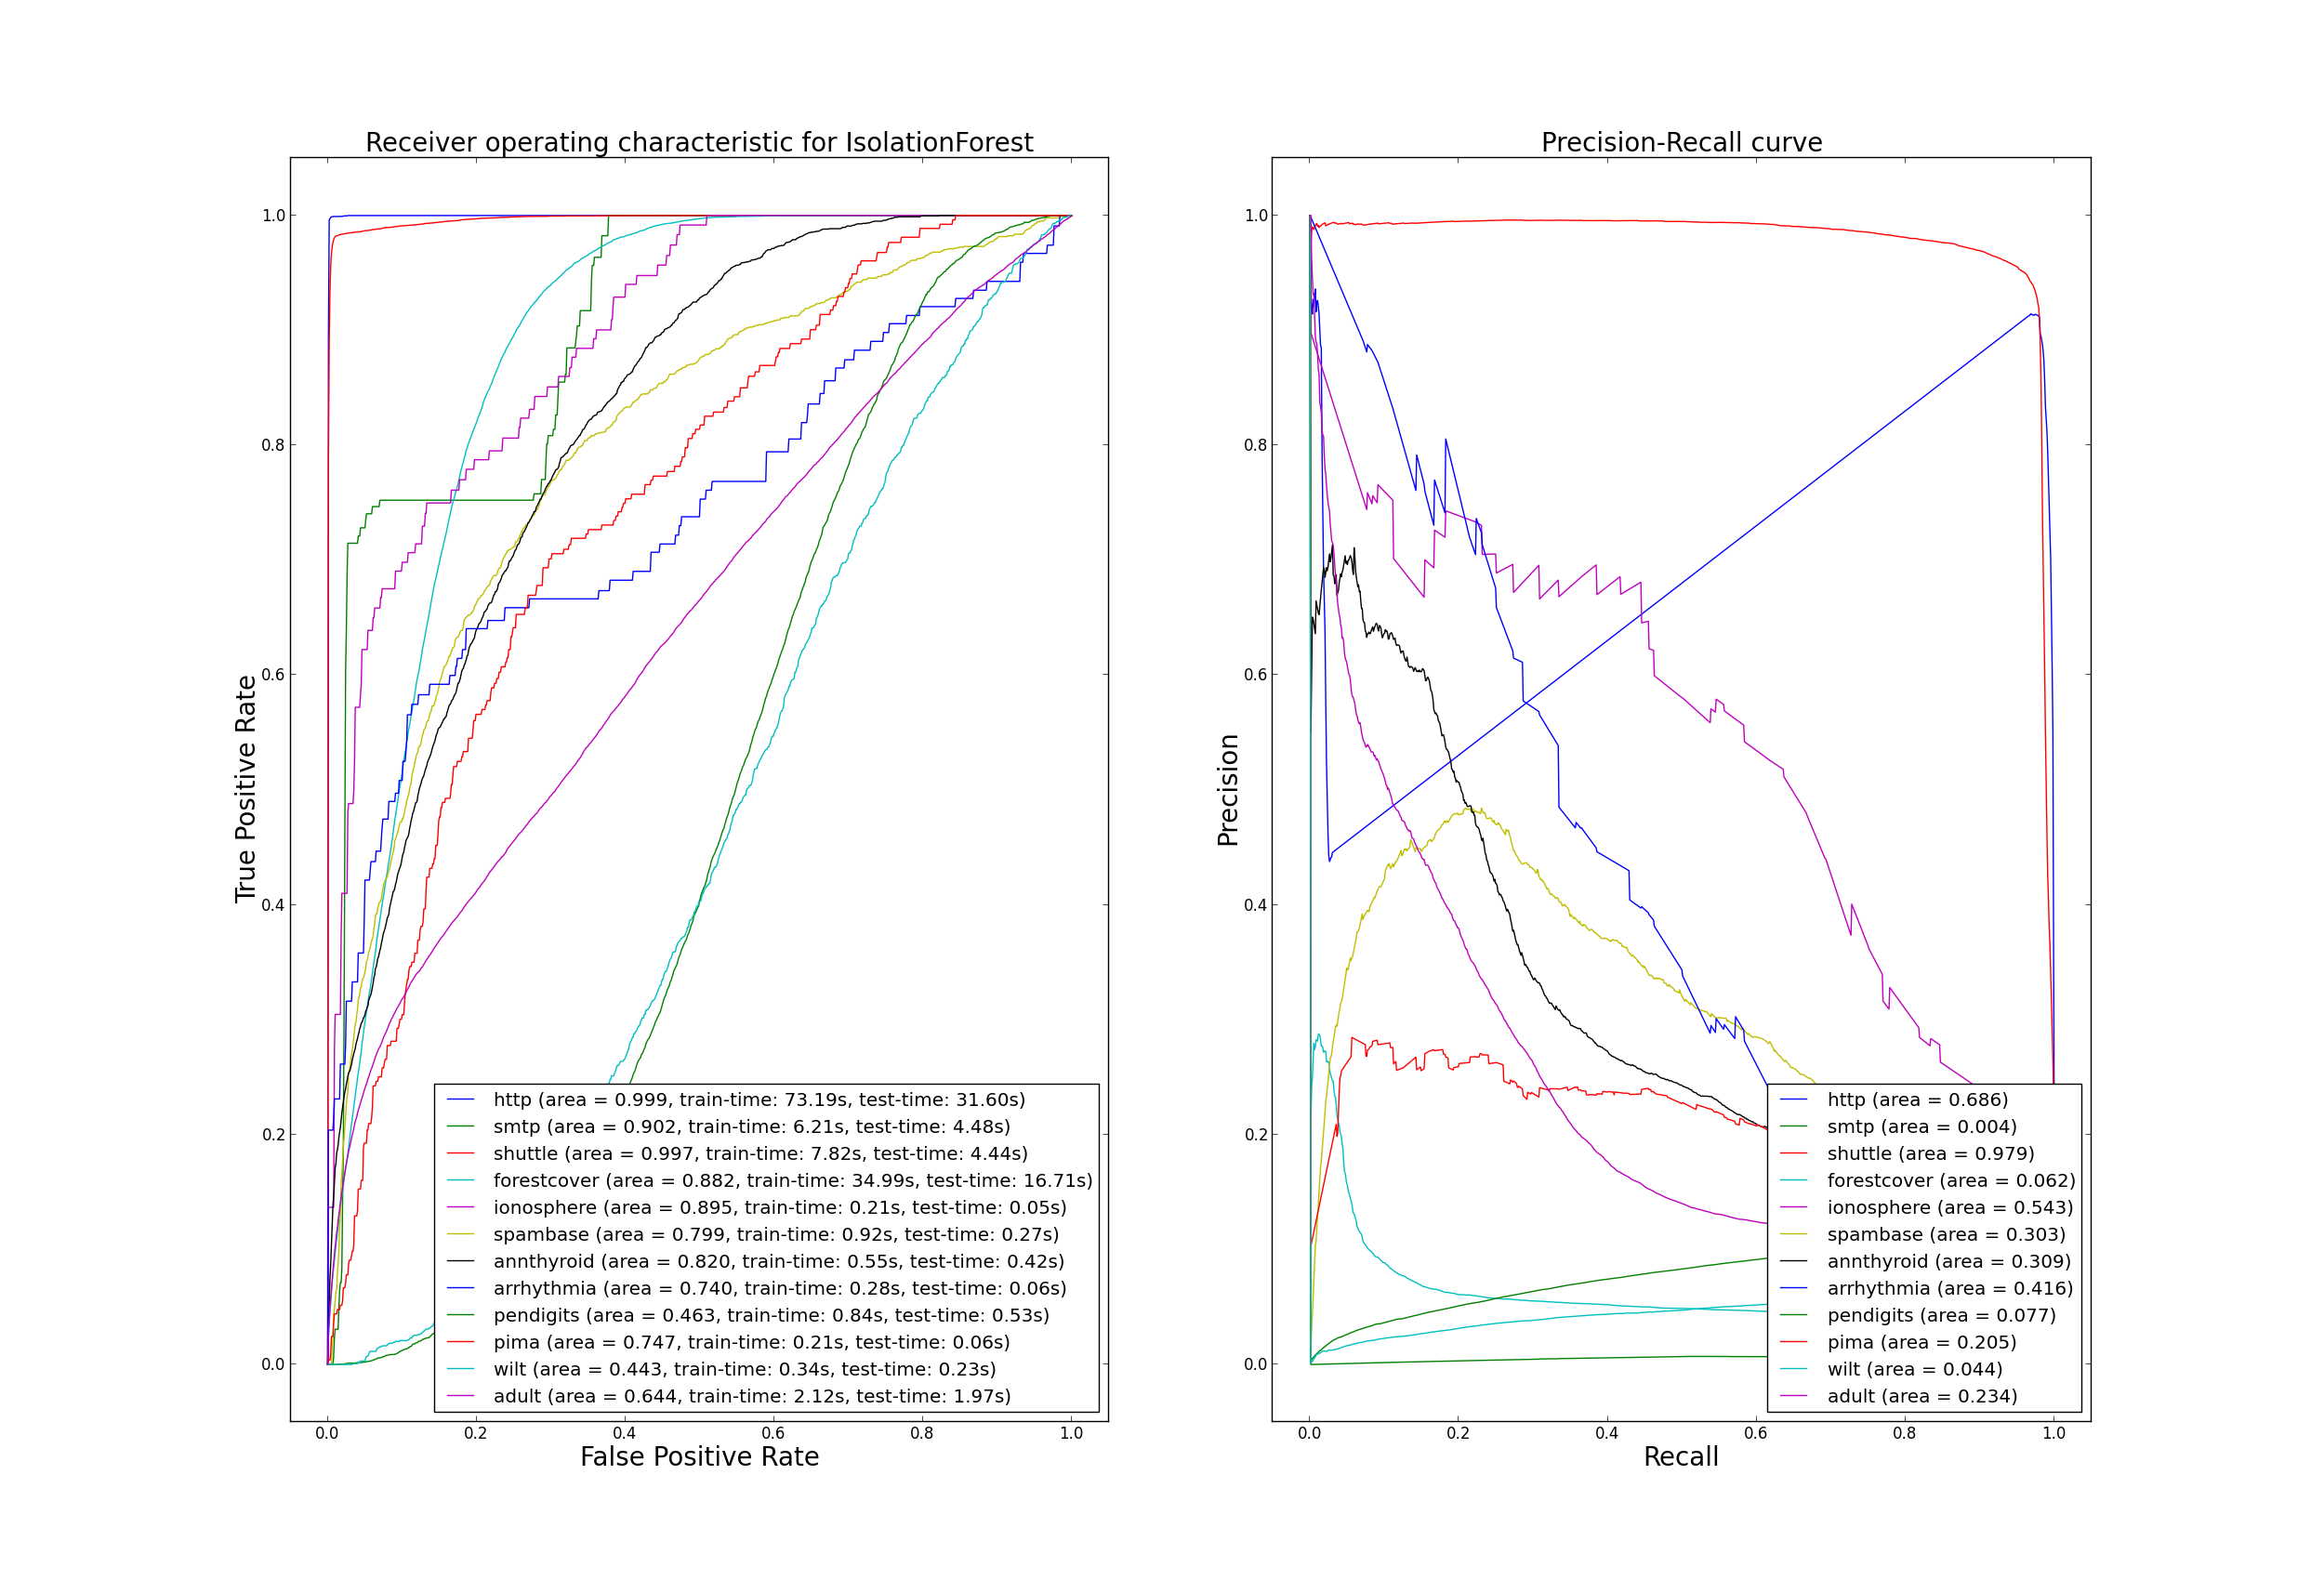 Receiver operating characteristic for IsolationForest
True Positive Rate
1.0
0.8
0.6
0.4
0.2
0.0
0.0 0.2 0.4 0.6 0.8 1.0
False Positive Rate
http (area = 0.999, train-time: 73.19s, test-time: 31.60s)
smtp (area = 0.902, train-time: 6.21s, test-time: 4.48s)
shuttle (area = 0.997, train-time: 7.82s, test-time: 4.44s)
forestcover (area = 0.882, train-time: 34.99s, test-time: 16.71s)
ionosphere (area = 0.895, train-time: 0.21s, test-time: 0.05s)
spambase (area = 0.799, train-time: 0.92s, test-time: 0.27s)
annthyroid (area = 0.820, train-time: 0.55s, test-time: 0.42s)
arrhythmia (area = 0.740, train-time: 0.28s, test-time: 0.06s)
pendigits (area = 0.463, train-time: 0.84s, test-time: 0.53s)
pima (area = 0.747, train-time: 0.21s, test-time: 0.06s)
wilt (area = 0.443, train-time: 0.34s, test-time: 0.23s)
adult (area = 0.644, train-time: 2.12s, test-time: 1.97s)
Precision-Recall curve
Precision
1.0
0.8
0.6
0.4
0.2
0.0
0.0 0.2 0.4 0.6 0.8 1.0
Recall
http (area = 0.686)
smtp (area = 0.004)
shuttle (area = 0.979)
forestcover (area = 0.062)
ionosphere (area = 0.543)
spambase (area = 0.303)
annthyroid (area = 0.309)
arrhythmia (area = 0.416)
pendigits (area = 0.077)
pima (area = 0.205)
wilt (area = 0.044)
adult (area = 0.234)